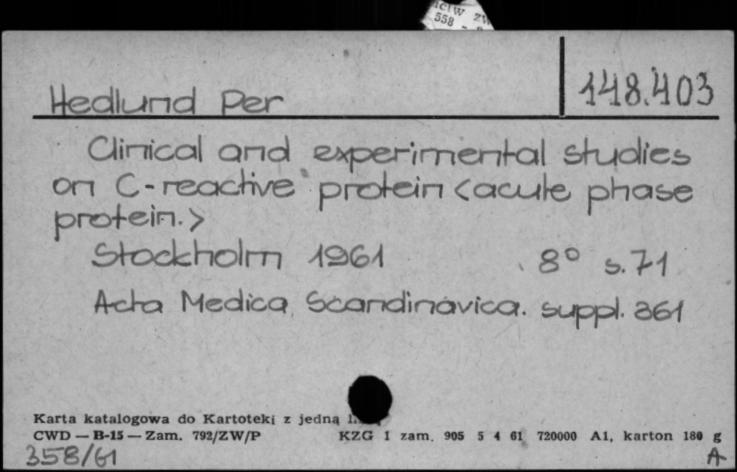 558
Hedlund Per 148.403
Clinical and experimental studies
on C-reactive protein <acute phase
protein.>
Stockholm 1961 8° s.71
Acta Medica Scandinavica. suppl. 361
Karta katalogowa do Kartoteki z jedną
CWD — B-15 — Zam. 792/ZW/P KZG 1 zam. 905 5 4 61 720000 A1, karton 180 g
358/61 A